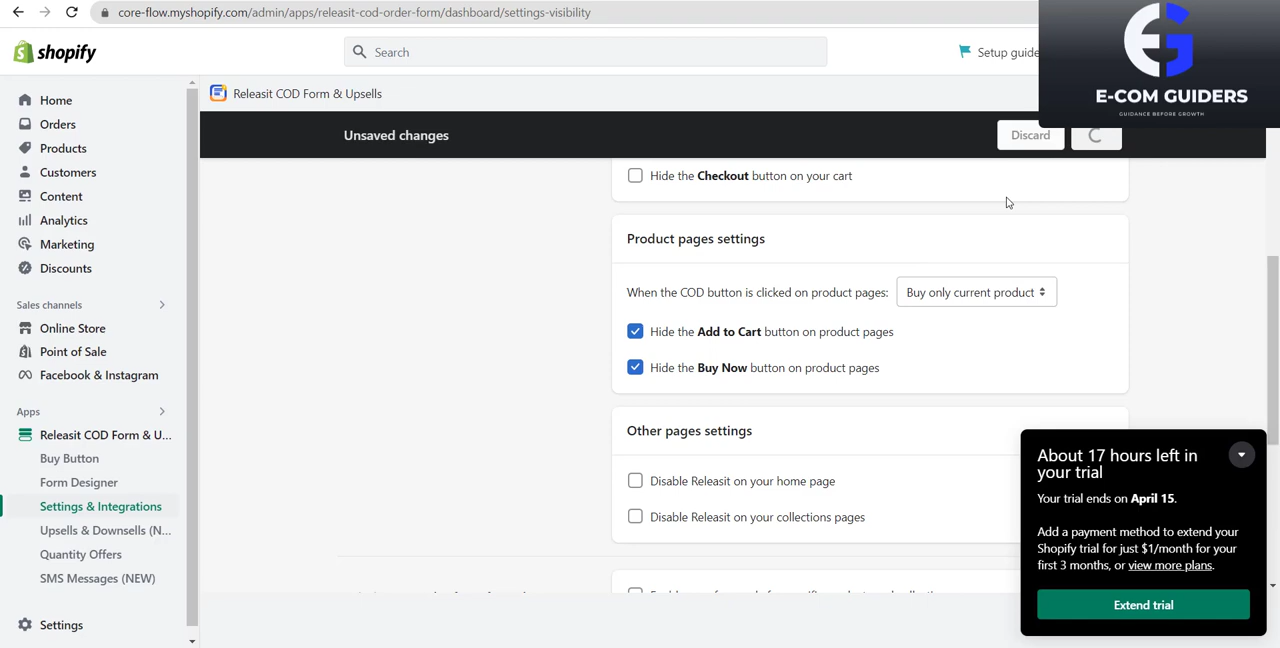 core-flow.myshopify.com/admin/apps/releasit-cod-order-form/dashboard/settings-visibility
shopify
Search
Setup guide
E-COM GUIDERS
GUIDANCE BEFORE GROWTH
Home
Orders
Products
Customers
Content
Analytics
Marketing
Discounts
Sales channels
Online Store
Point of Sale
Facebook & Instagram
Apps
Releasit COD Form & U...
Buy Button
Form Designer
Settings & Integrations
Upsells & Downsells (N...
Quantity Offers
SMS Messages (NEW)
Settings
Releasit COD Form & Upsells
Unsaved changes
Discard
Hide the Checkout button on your cart
Product pages settings
When the COD button is clicked on product pages: Buy only current product
Hide the Add to Cart button on product pages
Hide the Buy Now button on product pages
Other pages settings
Disable Releasit on your home page
Disable Releasit on your collections pages
About 17 hours left in
your trial
Your trial ends on April 15.
Add a payment method to extend your
Shopify trial for just $1/month for your
first 3 months, or view more plans.
Extend trial